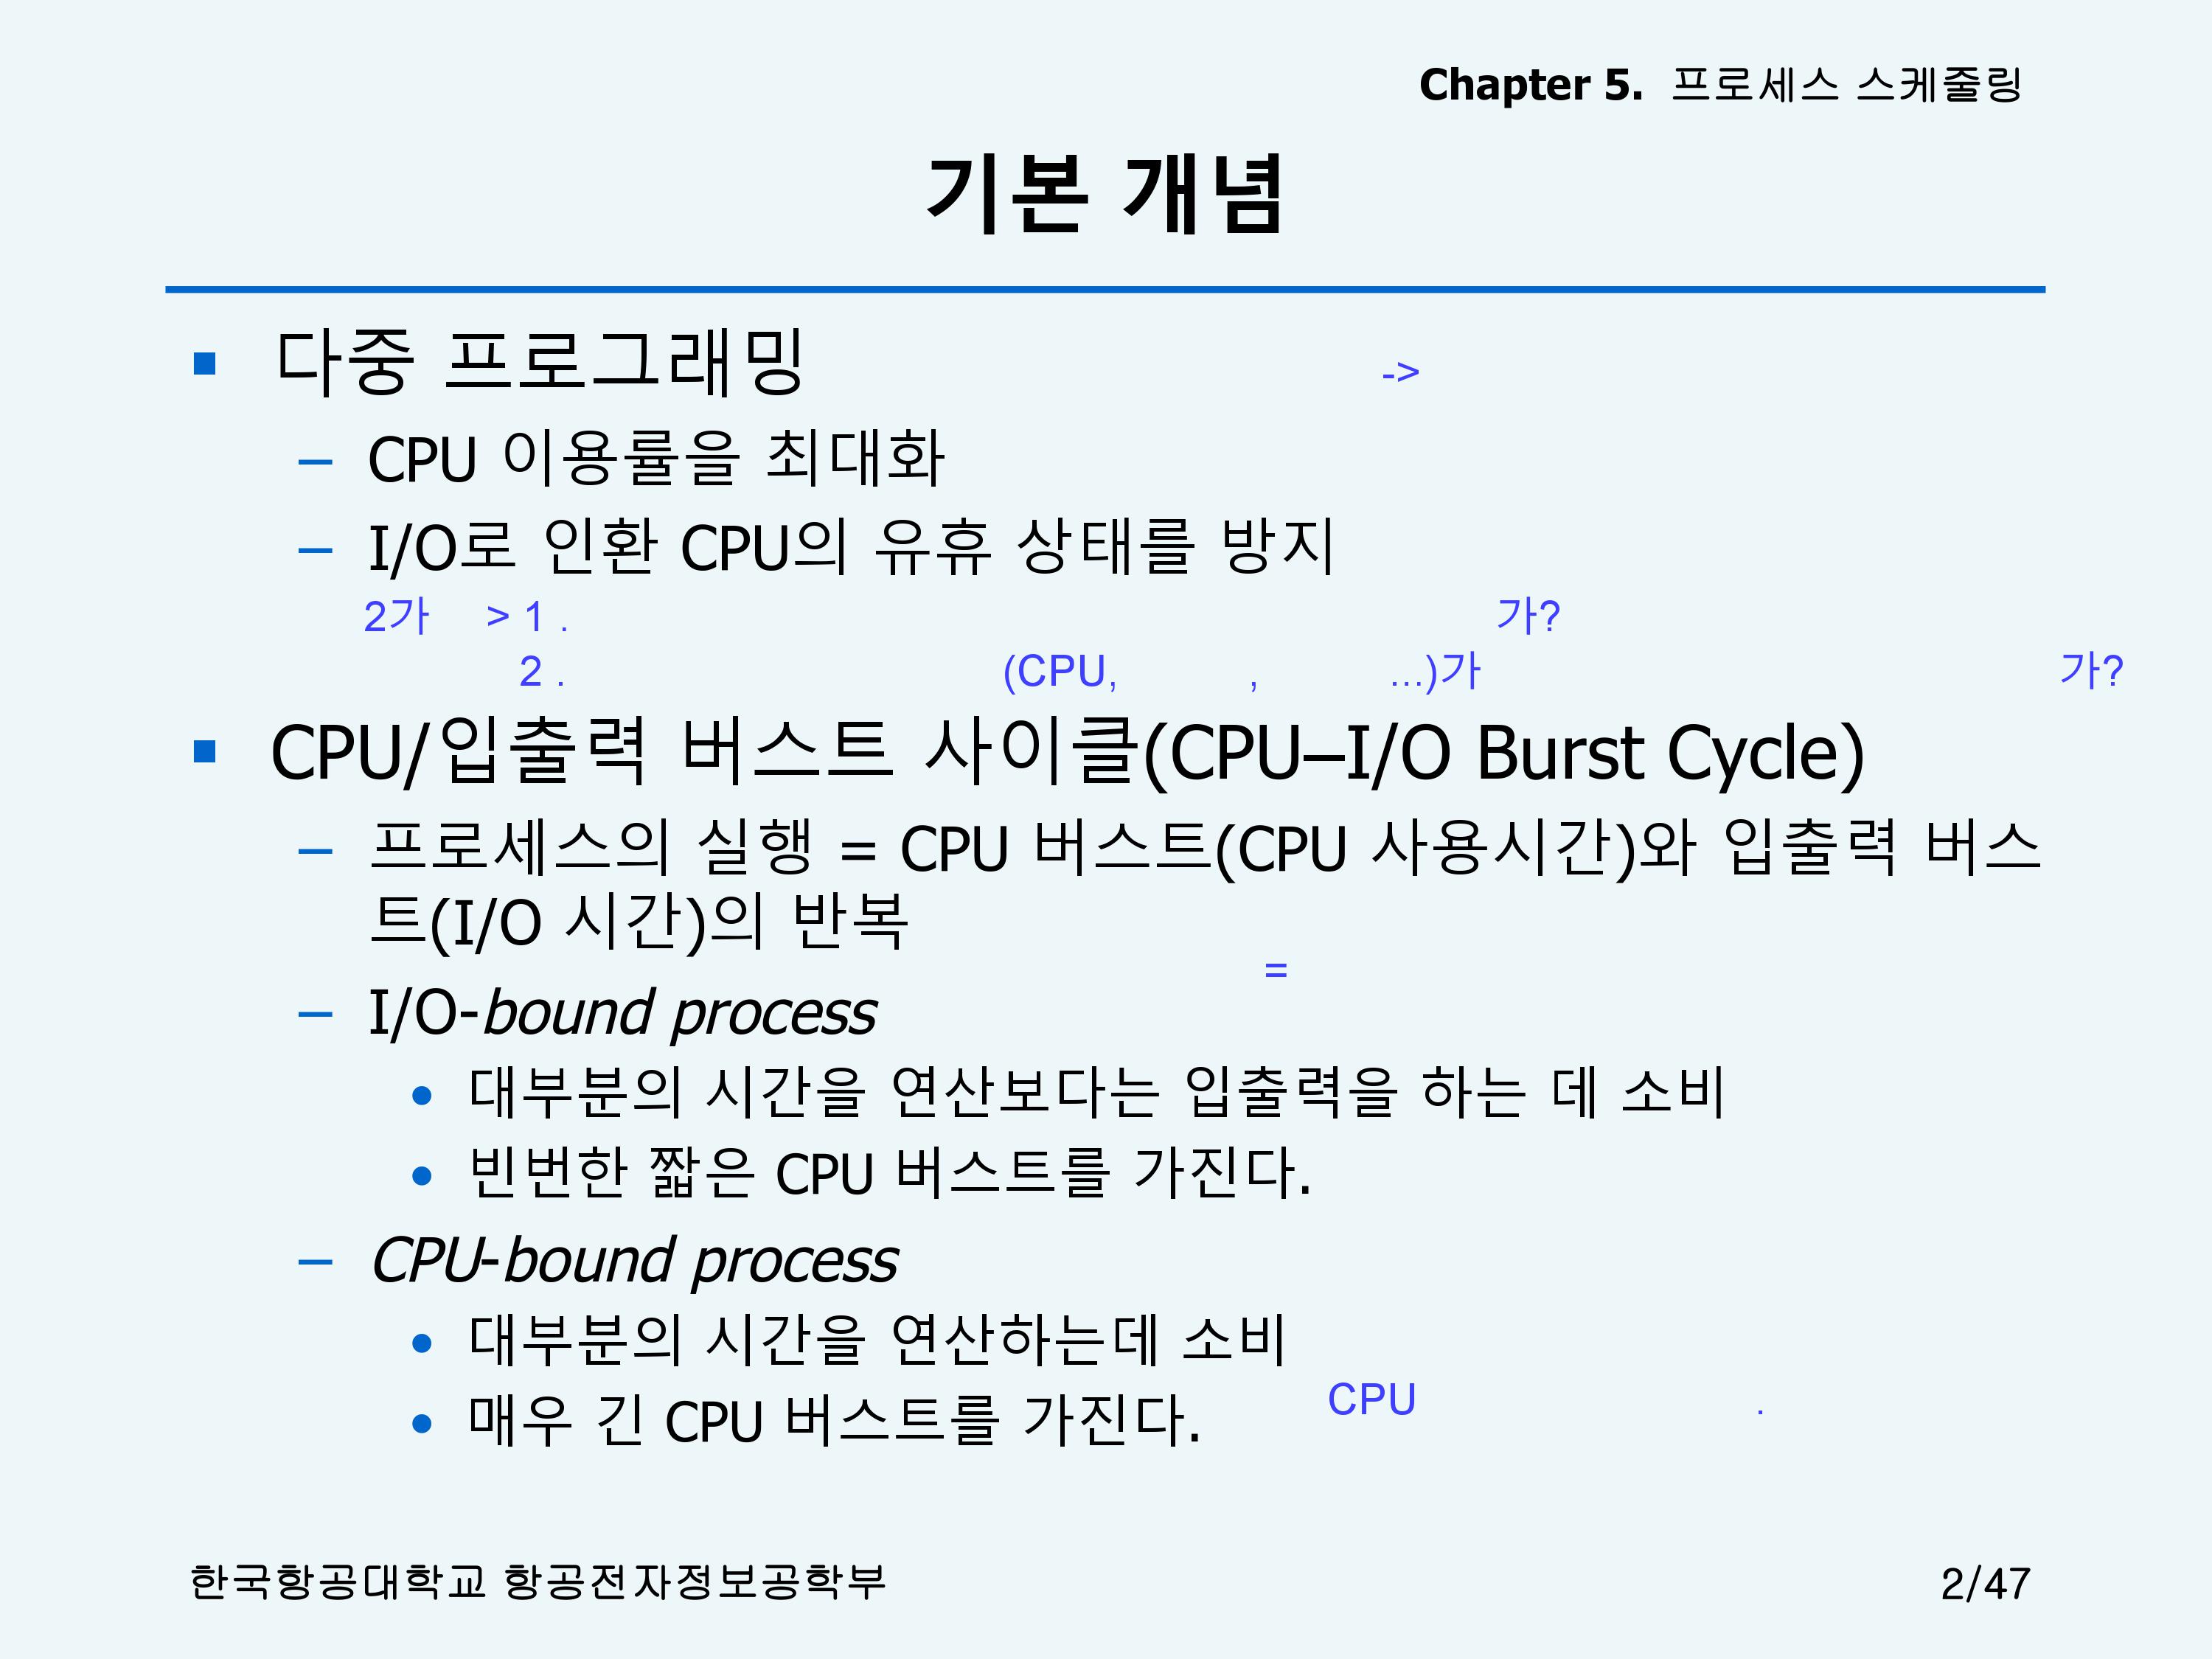 Chapter 5. 프로세스 스케줄링
기본 개념
▪ 다중 프로그래밍
->
– CPU 이용률을 최대화
– I/O로 인환 CPU의 유휴 상태를 방지
2가 > 1 . 가?
2 . (CPU, , ...)가 가?
▪ CPU/입출력 버스트 사이클(CPU–I/O Burst Cycle)
– 프로세스의 실행 = CPU 버스트(CPU 사용시간)와 입출력 버스
트(I/O 시간)의 반복
=
– I/O-bound process
• 대부분의 시간을 연산보다는 입출력을 하는 데 소비
• 빈번한 짧은 CPU 버스트를 가진다.
– CPU-bound process
• 대부분의 시간을 연산하는데 소비
• 매우 긴 CPU 버스트를 가진다.
CPU .
한국항공대학교 항공전자정보공학부
2/47